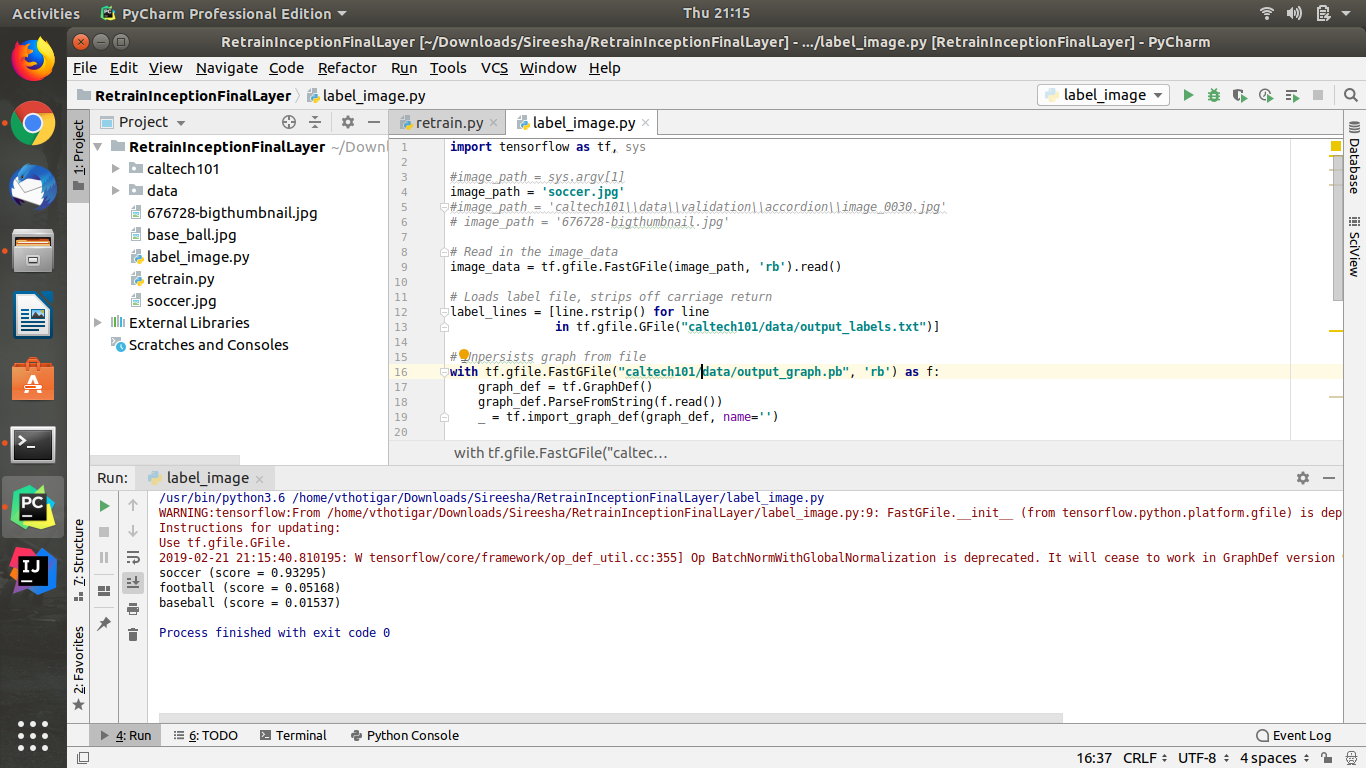 Activities PyCharm Professional Edition Thu 21:15
RetrainInceptionFinalLayer [~/Downloads/Sireesha/RetrainInceptionFinalLayer] - .../label_image.py [RetrainInceptionFinalLayer] - PyCharm
File Edit View Navigate Code Refactor Run Tools VCS Window Help
RetrainInceptionFinalLayer label_image.py label_image
1: Project
Project
RetrainInceptionFinalLayer ~/Downl
caltech101
data
676728-bigthumbnail.jpg
base_ball.jpg
label_image.py
retrain.py
soccer.jpg
External Libraries
Scratches and Consoles
retrain.py label_image.py
1 import tensorflow as tf, sys
2
3 #image_path = sys.argv[1]
4 image_path = 'soccer.jpg'
5 #image_path = 'caltech101\\data\\validation\\accordion\\image_0030.jpg'
6 # image_path = '676728-bigthumbnail.jpg'
7
8 # Read in the image_data
9 image_data = tf.gfile.FastGFile(image_path, 'rb').read()
10
11 # Loads label file, strips off carriage return
12 label_lines = [line.rstrip() for line
13 in tf.gfile.GFile("caltech101/data/output_labels.txt")]
14
15 # npersists graph from file
16 with tf.gfile.FastGFile("caltech101/data/output_graph.pb", 'rb') as f:
17 graph_def = tf.GraphDef()
18 graph_def.ParseFromString(f.read())
19 _ = tf.import_graph_def(graph_def, name='')
20
with tf.gfile.FastGFile("caltec…
Database
SciView
Run: label_image
/usr/bin/python3.6 /home/vthotigar/Downloads/Sireesha/RetrainInceptionFinalLayer/label_image.py
WARNING:tensorflow:From /home/vthotigar/Downloads/Sireesha/RetrainInceptionFinalLayer/label_image.py:9: FastGFile.__init__ (from tensorflow.python.platform.gfile) is dep
Instructions for updating:
Use tf.gfile.GFile.
2019-02-21 21:15:40.810195: W tensorflow/core/framework/op_def_util.cc:355] Op BatchNormWithGlobalNormalization is deprecated. It will cease to work in GraphDef version
soccer (score = 0.93295)
football (score = 0.05168)
baseball (score = 0.01537)
Process finished with exit code 0
7: Structure
2: Favorites
4: Run 6: TODO Terminal Python Console Event Log
16:37 CRLF UTF-8 4 spaces